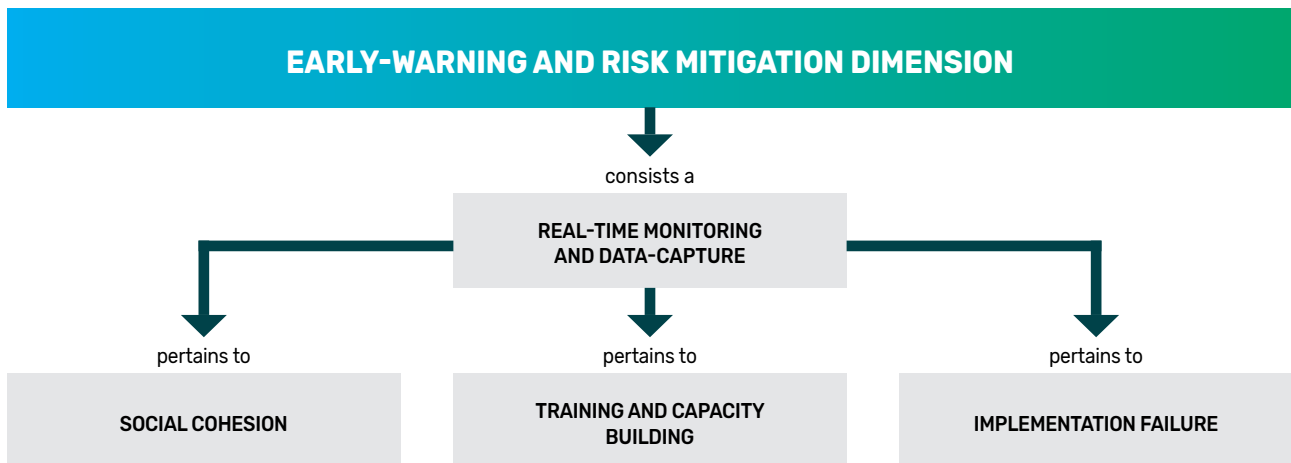 EARLY-WARNING AND RISK MITIGATION DIMENSION
consists a
REAL-TIME MONITORING
AND DATA-CAPTURE
pertains to
pertains to
pertains to
SOCIAL COHESION
TRAINING AND CAPACITY
BUILDING
IMPLEMENTATION FAILURE